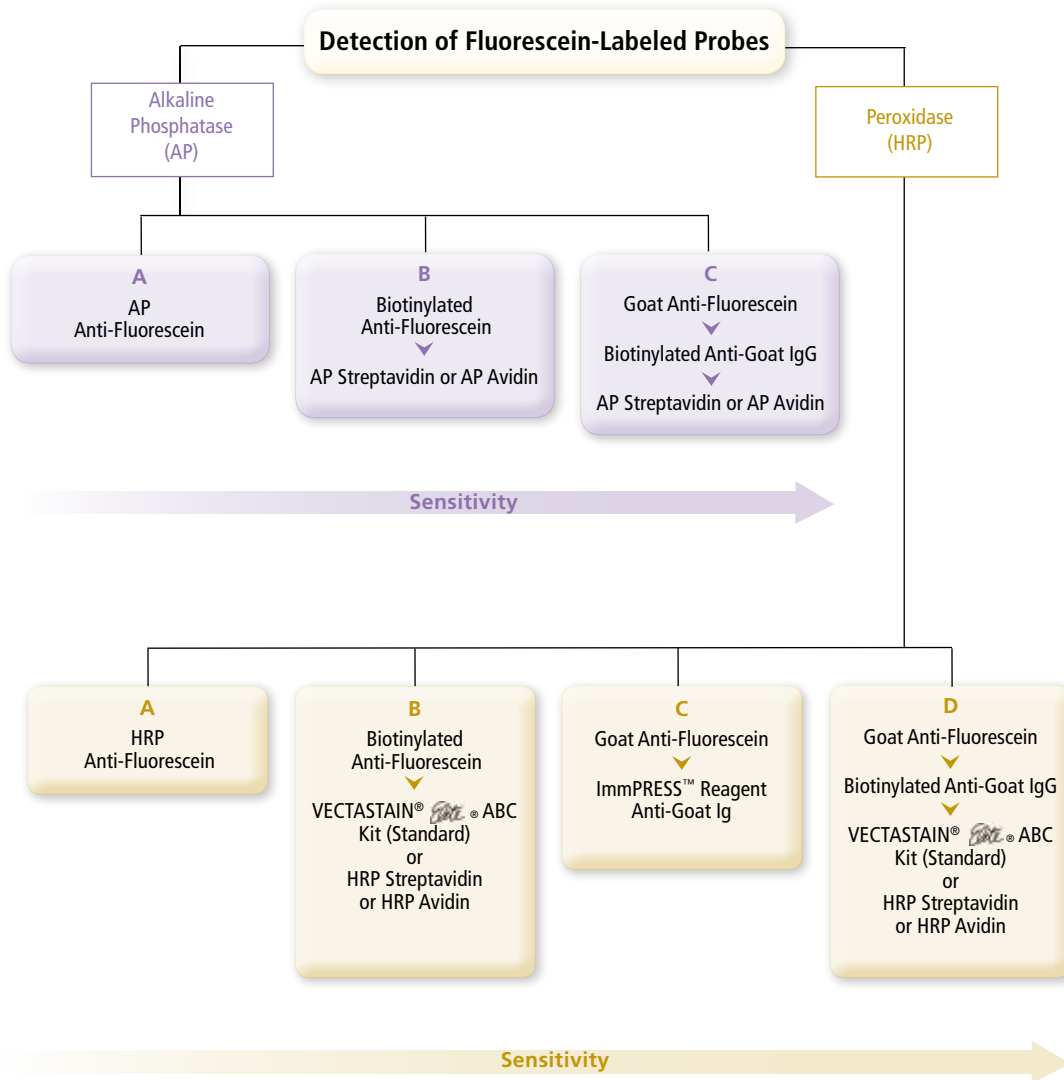 Detection of Fluorescein-Labeled Probes
Alkaline
Phosphatase
(AP)
Peroxidase
(HRP)
A
AP
Anti-Fluorescein
B
Biotinylated
Anti-Fluorescein
AP Streptavidin or AP Avidin
C
Goat Anti-Fluorescein
Biotinylated Anti-Goat IgG
AP Streptavidin or AP Avidin
Sensitivity
A
HRP
Anti-Fluorescein
B
Biotinylated
Anti-Fluorescein
VECTASTAIN® Elite® ABC
Kit (Standard)
or
HRP Streptavidin
or HRP Avidin
C
Goat Anti-Fluorescein
ImmPRESS™ Reagent
Anti-Goat Ig
D
Goat Anti-Fluorescein
Biotinylated Anti-Goat IgG
VECTASTAIN® Elite® ABC
Kit (Standard)
or
HRP Streptavidin
or HRP Avidin
Sensitivity